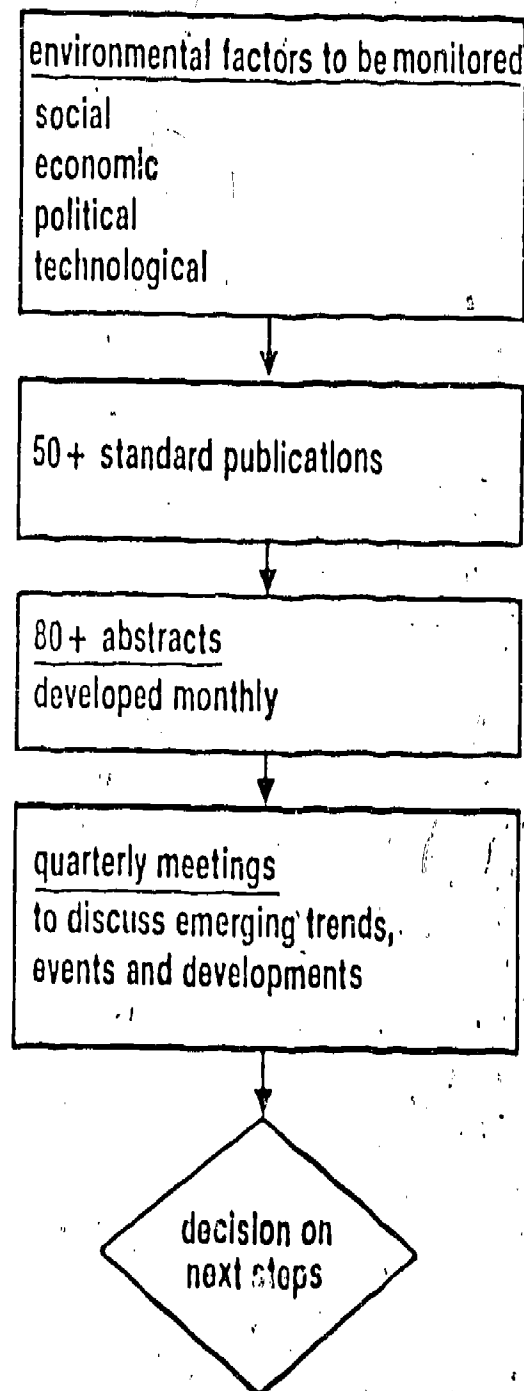 environmental factors to be monitored
social
economic
political
technological
50+ standard publications
80+ abstracts
developed monthly
quarterly meetings
to discuss emerging trends,
events and developments
decision on
next steps